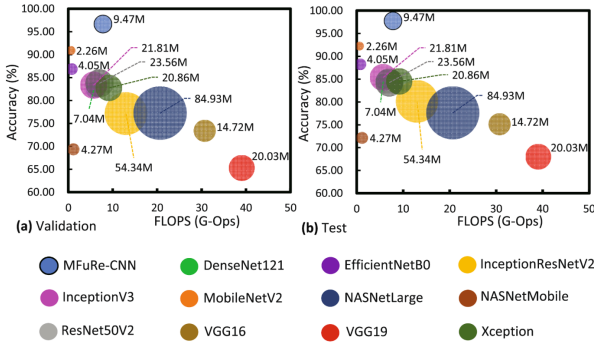 100.00
95.00
90.00
85.00
80.00
75.00
70.00
65.00
60.00
Accuracy (%)
9.47M
2.26M
21.81M
4.05M
23.56M
20.86M
84.93M
7.04M
14.72M
4.27M
54.34M
20.03M
0 10 20 30 40 50
(a) Validation
FLOPS (G-Ops)
100.00
95.00
90.00
85.00
80.00
75.00
70.00
65.00
60.00
Accuracy (%)
9.47M
2.26M
21.81M
4.05M
23.56M
20.86M
7.04M
84.93M
14.72M
4.27M
54.34M
20.03M
0 10 20 30 40 50
(b) Test
FLOPS (G-Ops)
MFuRe-CNN DenseNet121 EfficientNetB0 InceptionResNetV2
InceptionV3 MobileNetV2 NASNetLarge NASNetMobile
ResNet50V2 VGG16 VGG19 Xception